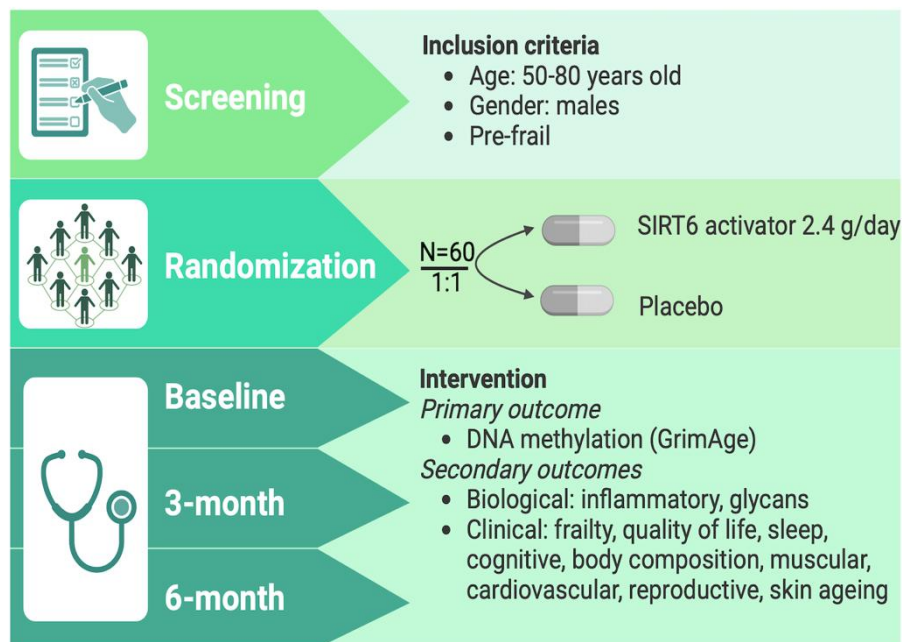 Screening
Inclusion criteria
• Age: 50-80 years old
• Gender: males
• Pre-frail
Randomization
N=60
1:1
SIRT6 activator 2.4 g/day
Placebo
Baseline
3-month
6-month
Intervention
Primary outcome
• DNA methylation (GrimAge)
Secondary outcomes
• Biological: inflammatory, glycans
• Clinical: frailty, quality of life, sleep,
cognitive, body composition, muscular,
cardiovascular, reproductive, skin ageing